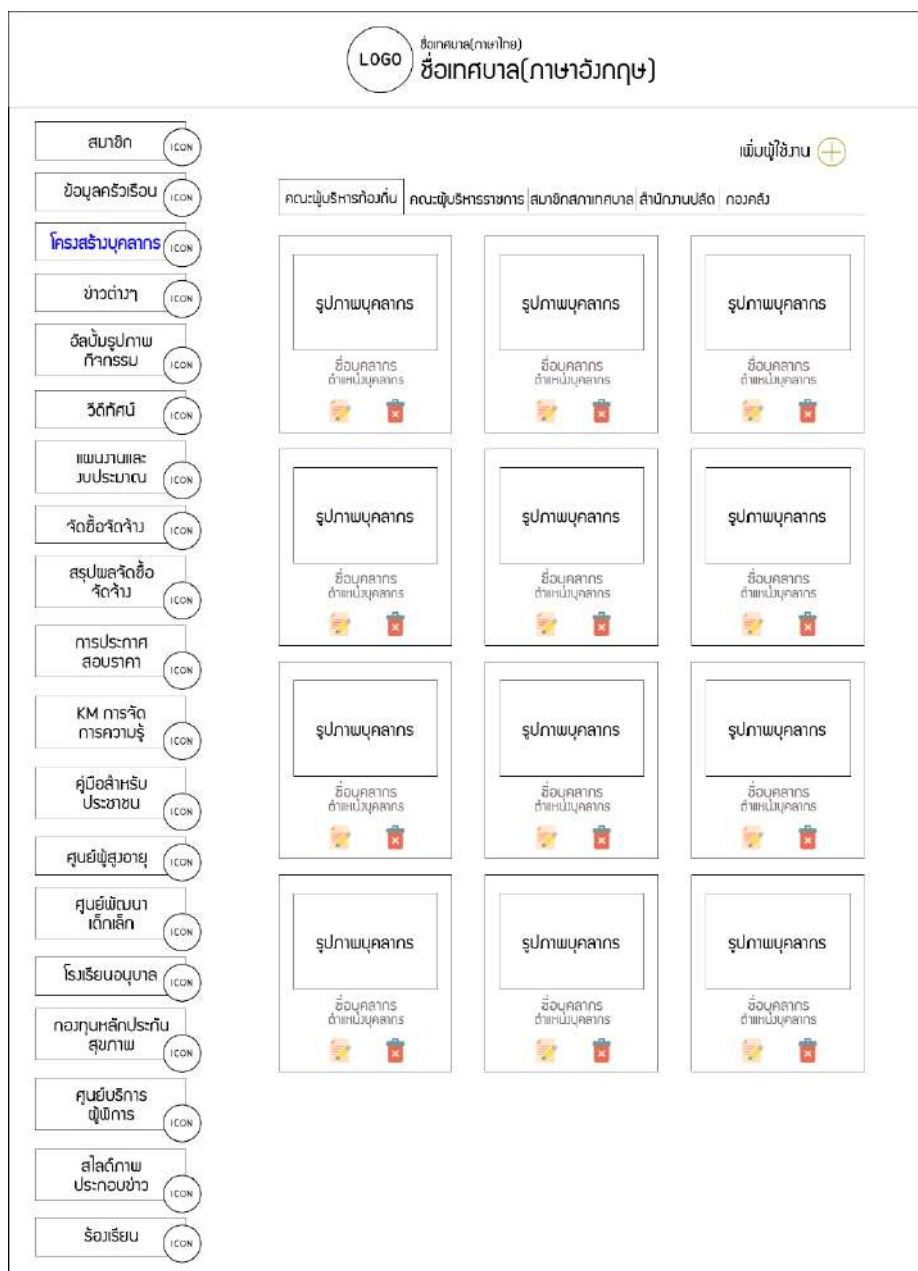 LOGO
ชื่อเทศบาล(ภาษาไทย)
ชื่อเทศบาล(ภาษาอังกฤษ)
สมาชิก
ICON
ข้อมูลครัวเรือน
ICON
โครงสร้างบุคลากร
ICON
ข่าวต่างๆ
ICON
อัลบั้มรูปภาพ
กิจกรรม
ICON
วีดีทัศน์
ICON
แผนงานและ
งบประมาณ
ICON
จัดซื้อจัดจ้าง
ICON
สรุปผลจัดซื้อ
จัดจ้าง
ICON
การประกาศ
สอบราคา
ICON
KM การจัด
การความรู้
ICON
คู่มือสำหรับ
ประชาชน
ICON
ศูนย์ผู้สูงอายุ
ICON
ศูนย์พัฒนา
เด็กเล็ก
ICON
โรงเรียนอนุบาล
ICON
กองทุนหลักประกัน
สุขภาพ
ICON
ศูนย์บริการ
ผู้พิการ
ICON
สไลด์ภาพ
ประกอบข่าว
ICON
ร้องเรียน
ICON
เพิ่มผู้ใช้งาน
คณะผู้บริหารท้องถิ่น คณะผู้บริหารราชการ สมาชิกสภาเทศบาล สำนักงานปลัด กองคลัง
รูปภาพบุคลากร รูปภาพบุคลากร รูปภาพบุคลากร
ชื่อบุคลากร ชื่อบุคลากร ชื่อบุคลากร
ตำแหน่งบุคลากร ตำแหน่งบุคลากร ตำแหน่งบุคลากร
รูปภาพบุคลากร รูปภาพบุคลากร รูปภาพบุคลากร
ชื่อบุคลากร ชื่อบุคลากร ชื่อบุคลากร
ตำแหน่งบุคลากร ตำแหน่งบุคลากร ตำแหน่งบุคลากร
รูปภาพบุคลากร รูปภาพบุคลากร รูปภาพบุคลากร
ชื่อบุคลากร ชื่อบุคลากร ชื่อบุคลากร
ตำแหน่งบุคลากร ตำแหน่งบุคลากร ตำแหน่งบุคลากร
รูปภาพบุคลากร รูปภาพบุคลากร รูปภาพบุคลากร
ชื่อบุคลากร ชื่อบุคลากร ชื่อบุคลากร
ตำแหน่งบุคลากร ตำแหน่งบุคลากร ตำแหน่งบุคลากร